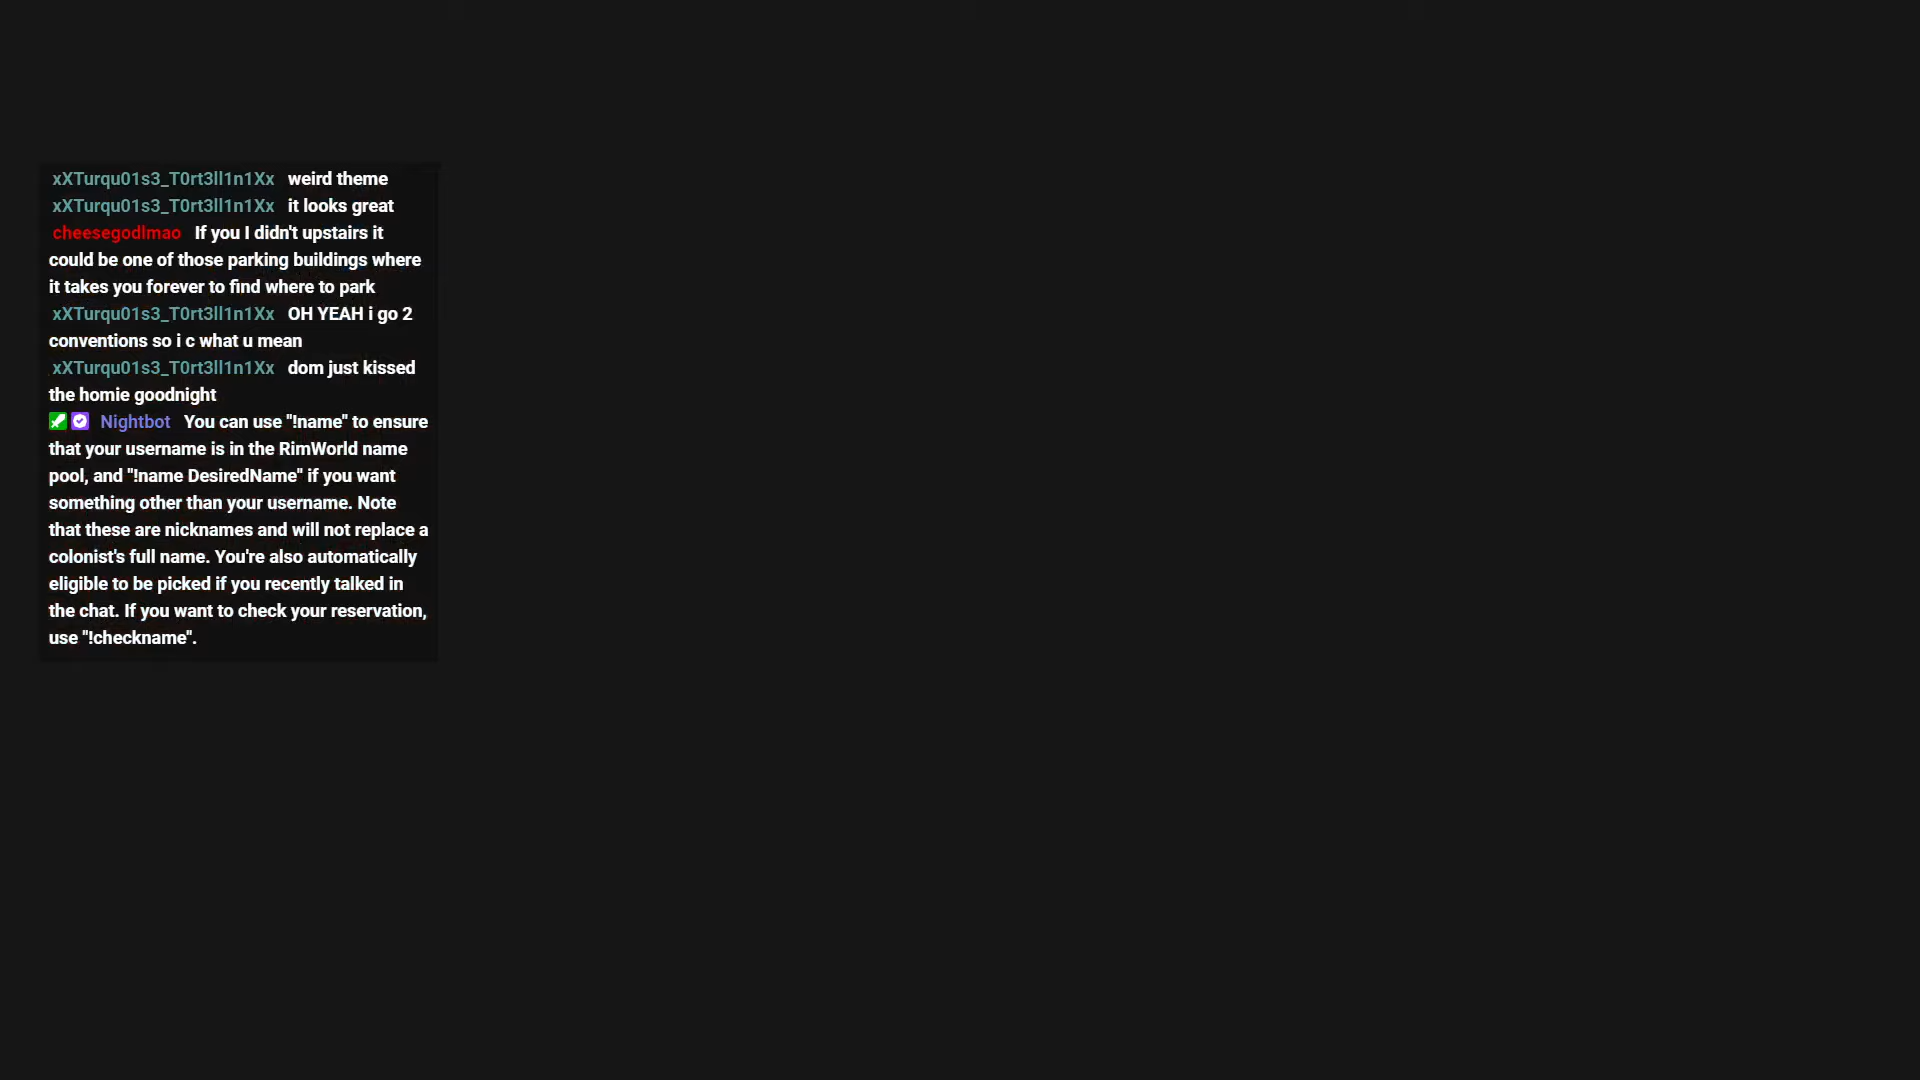 xXTurqu01s3_T0rt3ll1n1Xx weird theme
xXTurqu01s3_T0rt3ll1n1Xx it looks great
cheesegodlmao If you I didn't upstairs it
could be one of those parking buildings where
it takes you forever to find where to park
xXTurqu01s3_T0rt3ll1n1Xx OH YEAH i go 2
conventions so i c what u mean
xXTurqu01s3_T0rt3ll1n1Xx dom just kissed
the homie goodnight
Nightbot You can use "!name" to ensure
that your username is in the RimWorld name
pool, and "!name DesiredName" if you want
something other than your username. Note
that these are nicknames and will not replace a
colonist's full name. You're also automatically
eligible to be picked if you recently talked in
the chat. If you want to check your reservation,
use "!checkname".